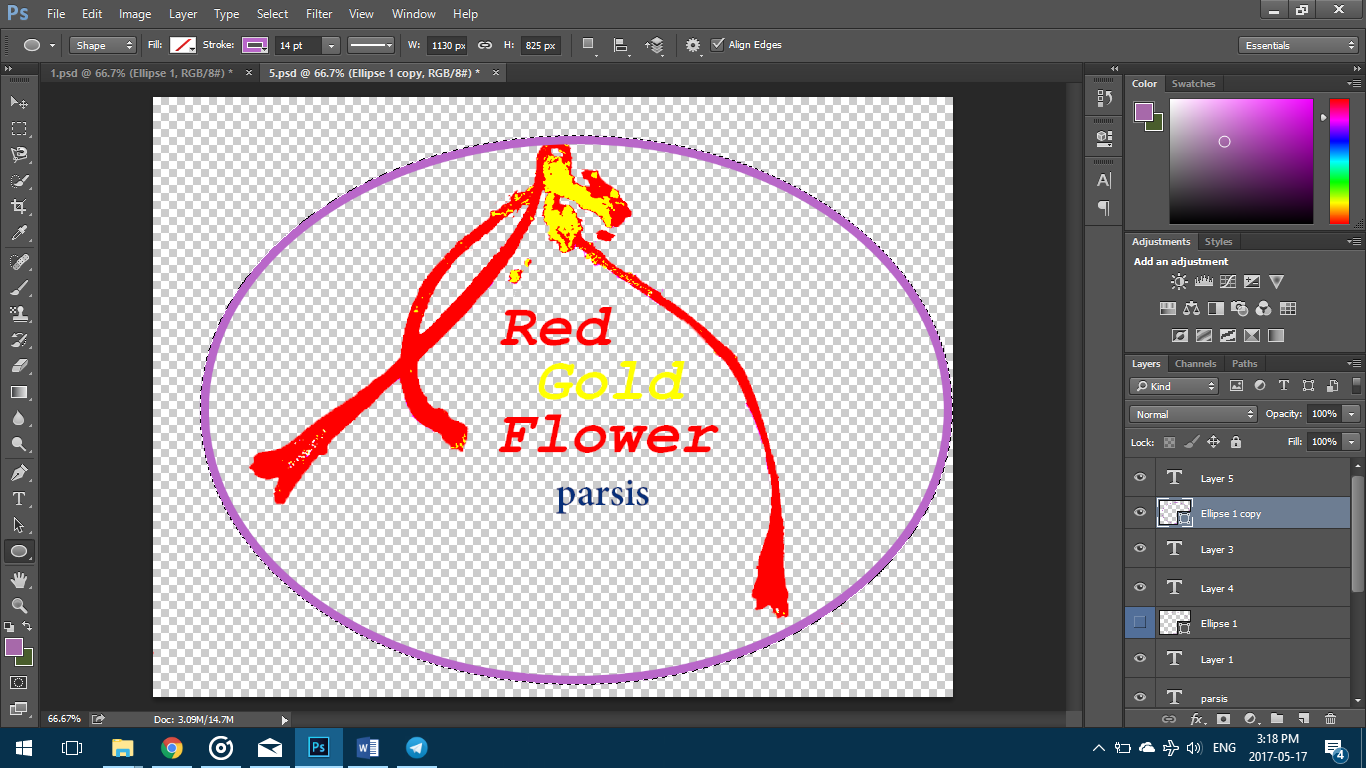 Ps File Edit Image Layer Type Select Filter View Window Help
Shape Fill: Stroke: 14 pt W: 1130 px H: 825 px Align Edges Essentials
1.psd @ 66.7% (Ellipse 1, RGB/8#) * × 5.psd @ 66.7% (Ellipse 1 copy, RGB/8#) * ×
Color Swatches
Adjustments Styles
Add an adjustment
Layers Channels Paths
Kind
Normal Opacity: 100%
Lock: Fill: 100%
Layer 5
Ellipse 1 copy
Layer 3
Layer 4
Ellipse 1
Layer 1
parsis
Red
Gold
Flower
parsis
66.67% Doc: 3.09M/14.7M
ENG 3:18 PM
2017-05-17
4